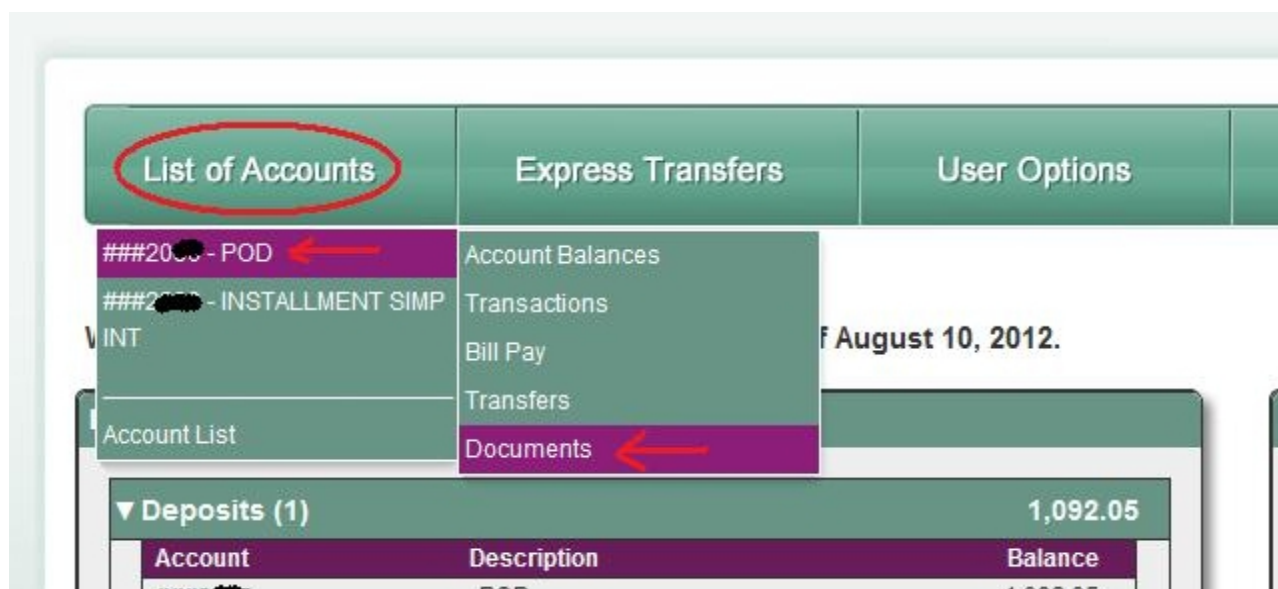 List of Accounts
Express Transfers
User Options
###20 - POD
###2 - INSTALLMENT SIMP
INT
Account List
Account Balances
Transactions
Bill Pay
Transfers
Documents
August 10, 2012.
▼ Deposits (1) 1,092.05
Account Description Balance